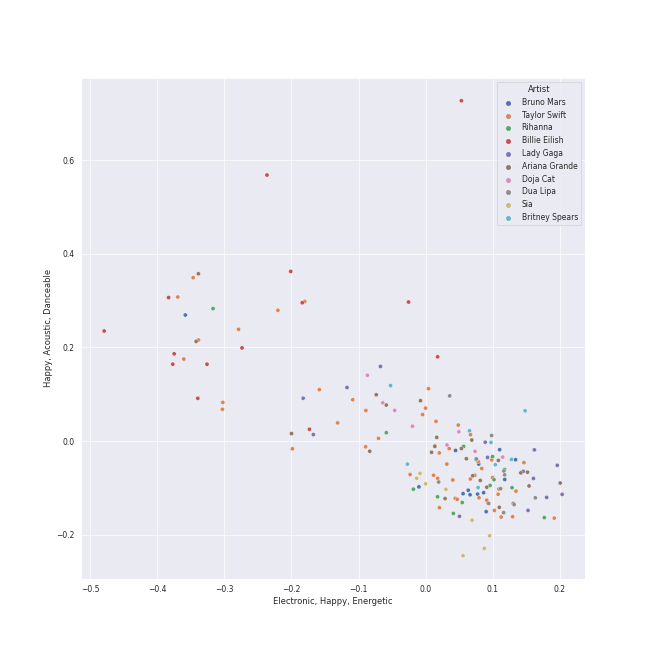 Artist
Bruno Mars
Taylor Swift
Rihanna
Billie Eilish
Lady Gaga
Ariana Grande
Doja Cat
Dua Lipa
Sia
Britney Spears
0.6
0.4
0.2
0.0
−0.2
Happy, Acoustic, Danceable
−0.5
−0.4
−0.3
−0.2
−0.1
0.0
0.1
0.2
Electronic, Happy, Energetic